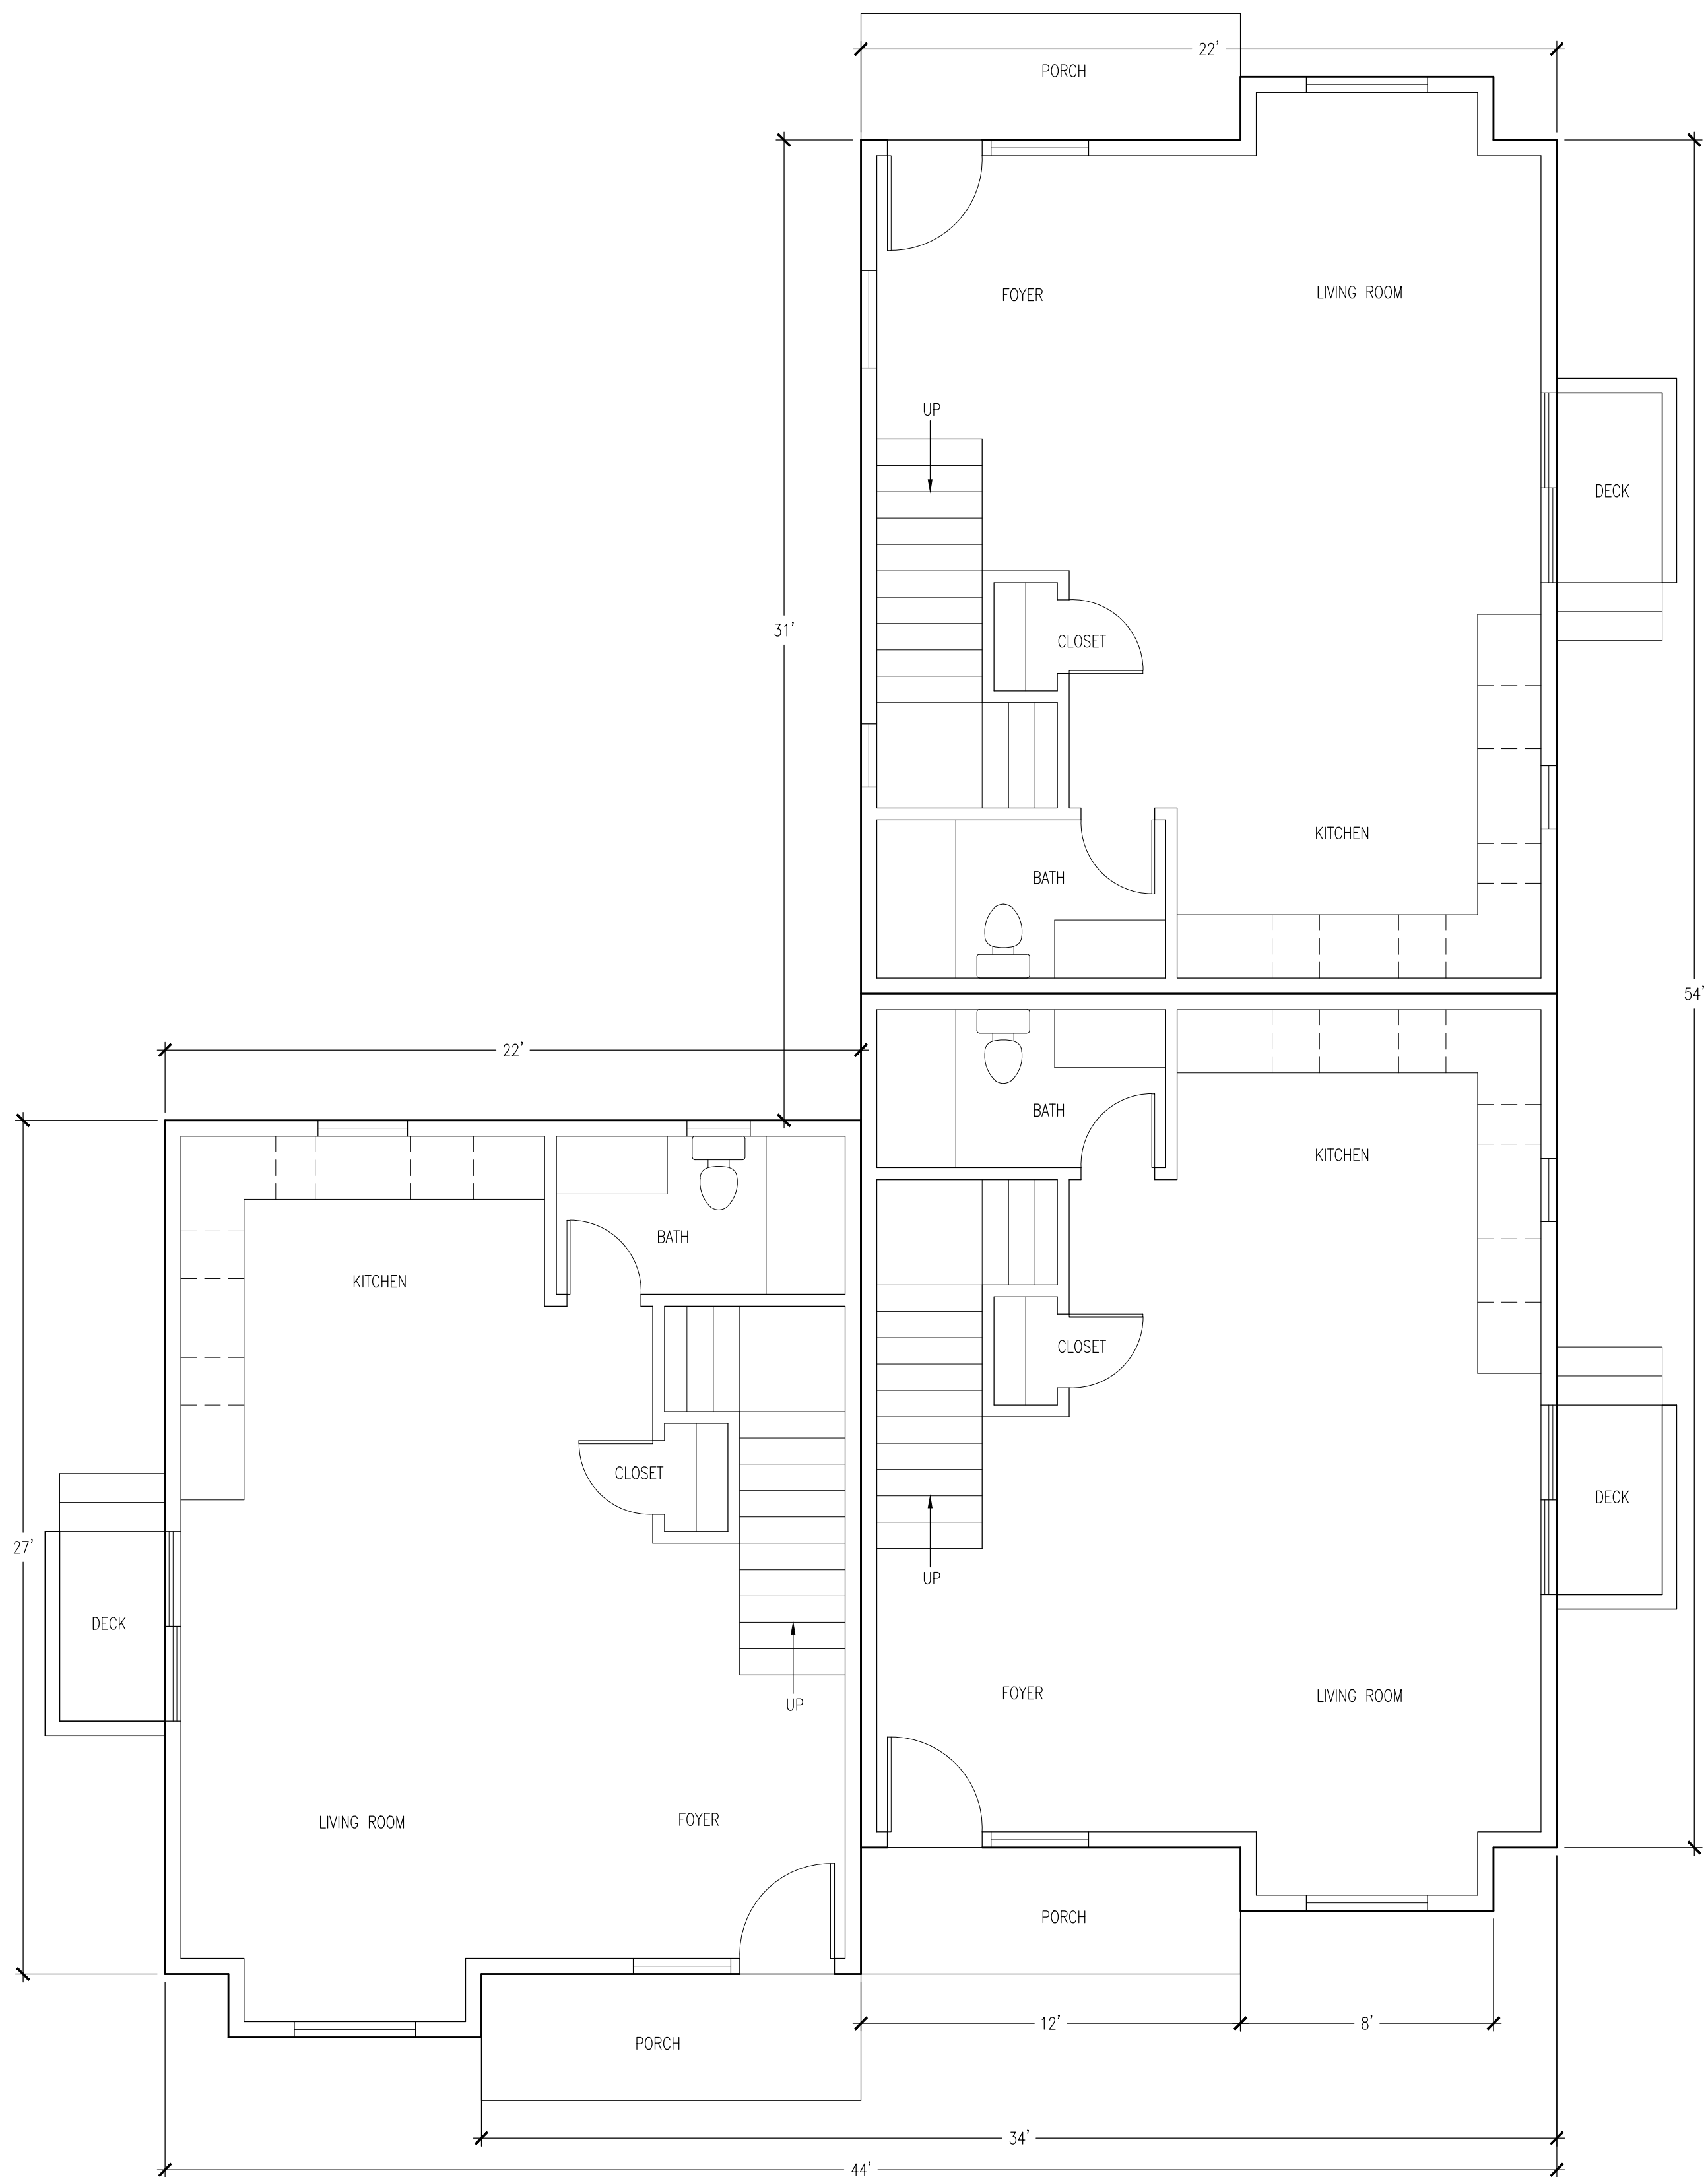 22'
PORCH
FOYER
LIVING ROOM
UP
DECK
31'
CLOSET
KITCHEN
BATH
54'
22'
BATH
KITCHEN
BATH
KITCHEN
CLOSET
CLOSET
DECK
27'
UP
DECK
FOYER
LIVING ROOM
UP
LIVING ROOM
FOYER
PORCH
12'
8'
PORCH
34'
44'